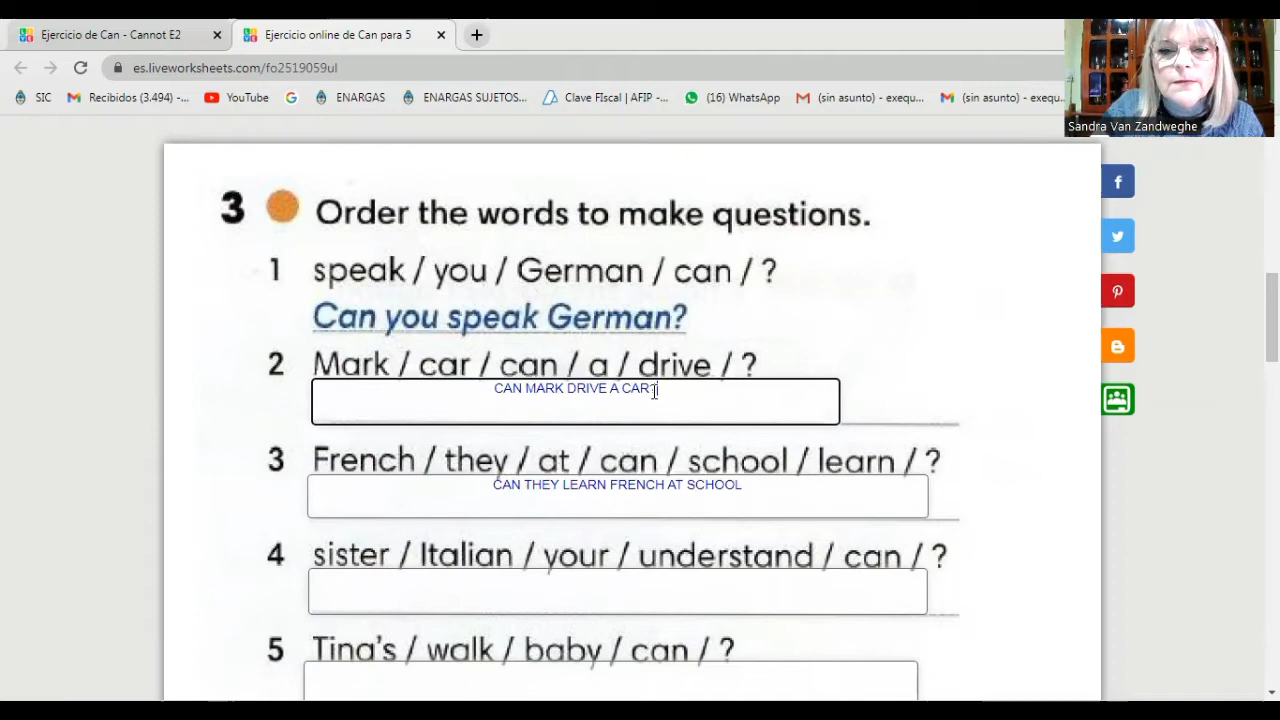 Ejercicio de Can - Cannot E2
Ejercicio online de Can para 5
es.liveworksheets.com/fo2519059ul
SIC
Recibidos (3.494) -...
YouTube
ENARGAS
ENARGAS SUJETOS...
Clave FIscal | AFIP -...
(16) WhatsApp
(sin asunto) - exequ...
(sin asunto) - exequ...
Sandra Van Zandweghe
3 Order the words to make questions.
1 speak / you / German / can / ?
Can you speak German?
2 Mark / car / can / a / drive / ?
CAN MARK DRIVE A CAR
3 French / they / at / can / school / learn / ?
CAN THEY LEARN FRENCH AT SCHOOL
4 sister / Italian / your / understand / can / ?
5 Tina's / walk / baby / can / ?